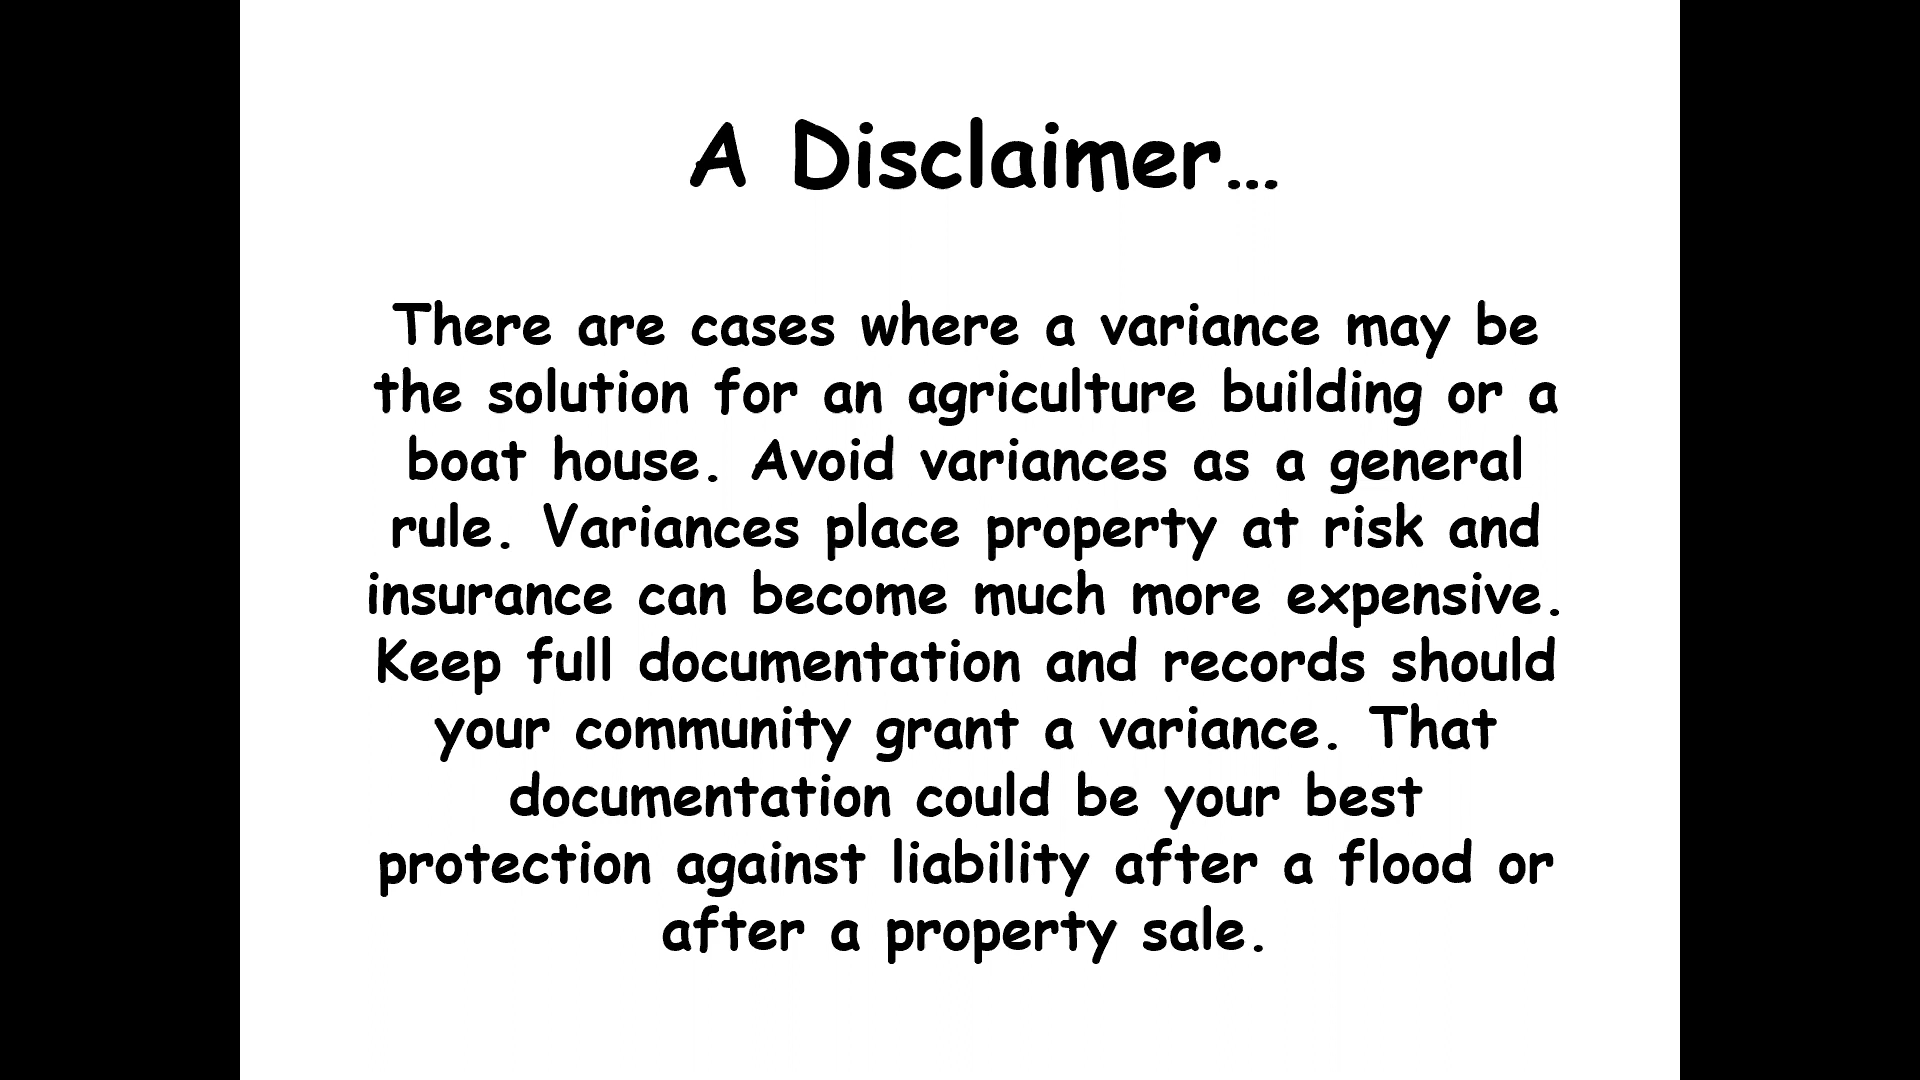 A Disclaimer...
There are cases where a variance may be
the solution for an agriculture building or a
boat house. Avoid variances as a general
rule. Variances place property at risk and
insurance can become much more expensive.
Keep full documentation and records should
your community grant a variance. That
documentation could be your best
protection against liability after a flood or
after a property sale.